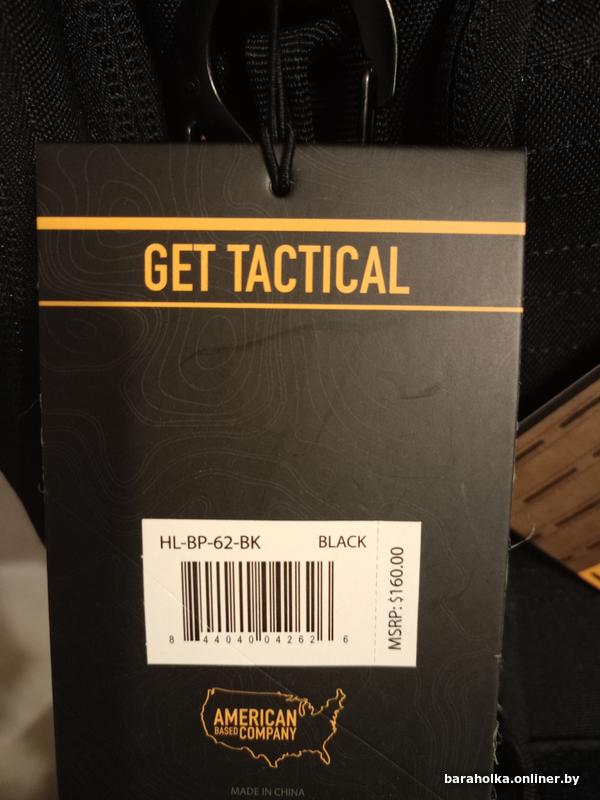 GET TACTICAL
HL-BP-62-BK BLACK
MSRP: $160.00
8 44040 04262 6
AMERICAN
BASED COMPANY
MADE IN CHINA
baraholka.onliner.by